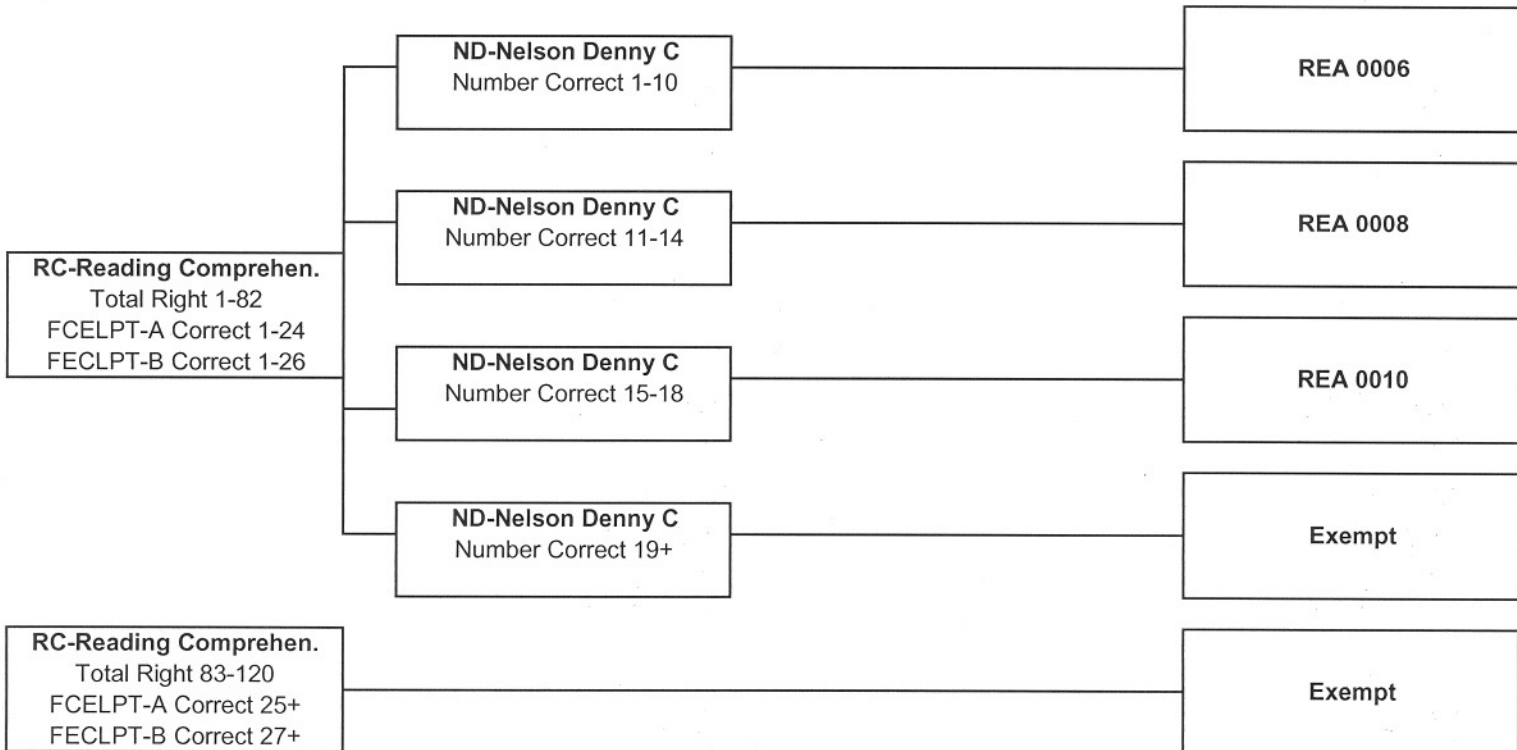 ND-Nelson Denny C
Number Correct 1-10
REA 0006
ND-Nelson Denny C
Number Correct 11-14
REA 0008
RC-Reading Comprehen.
Total Right 1-82
FCELPT-A Correct 1-24
FECLPT-B Correct 1-26
ND-Nelson Denny C
Number Correct 15-18
REA 0010
ND-Nelson Denny C
Number Correct 19+
Exempt
RC-Reading Comprehen.
Total Right 83-120
FCELPT-A Correct 25+
FECLPT-B Correct 27+
Exempt